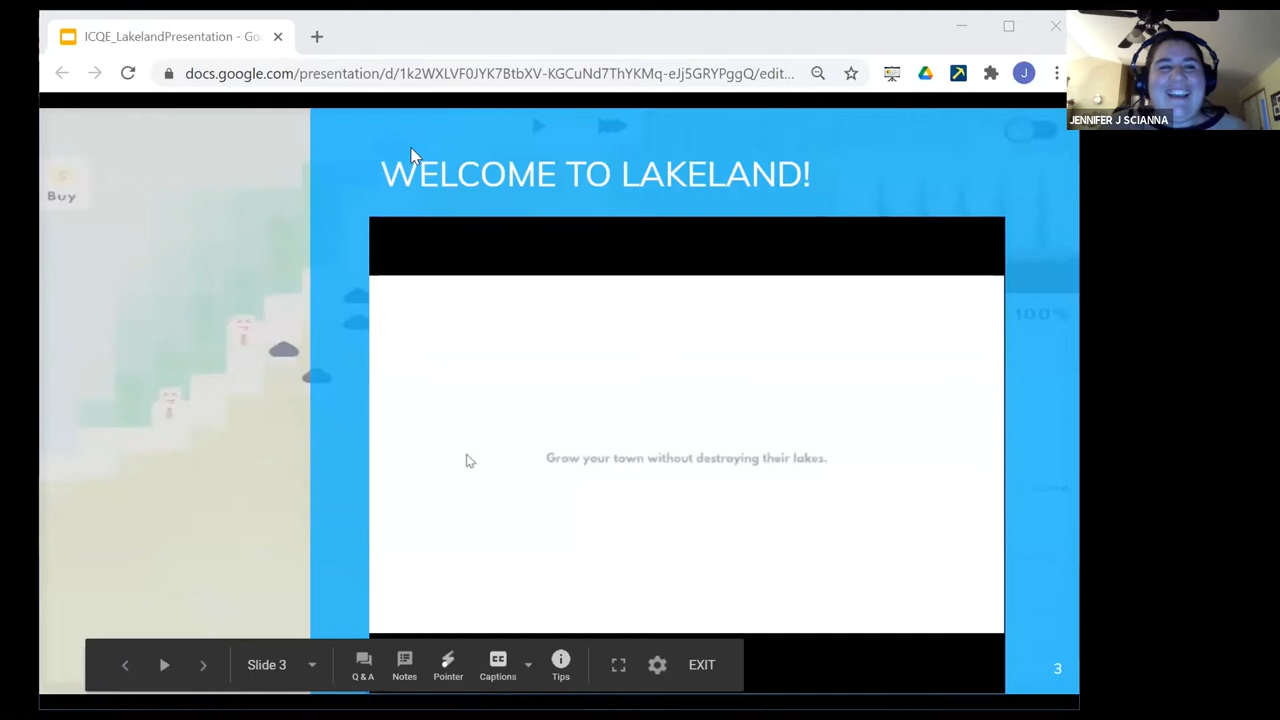 ICQE_LakelandPresentation - Go
docs.google.com/presentation/d/1k2WXLVF0JYK7BtbXV-KGCuNd7ThYKMq-eJj5GRYPggQ/edit...
J
JENNIFER J SCIANNA
WELCOME TO LAKELAND!
Buy
100%
Grow your town without destroying their lakes.
Slide 3
Q & A
Notes
Pointer
CC
Captions
Tips
EXIT
3